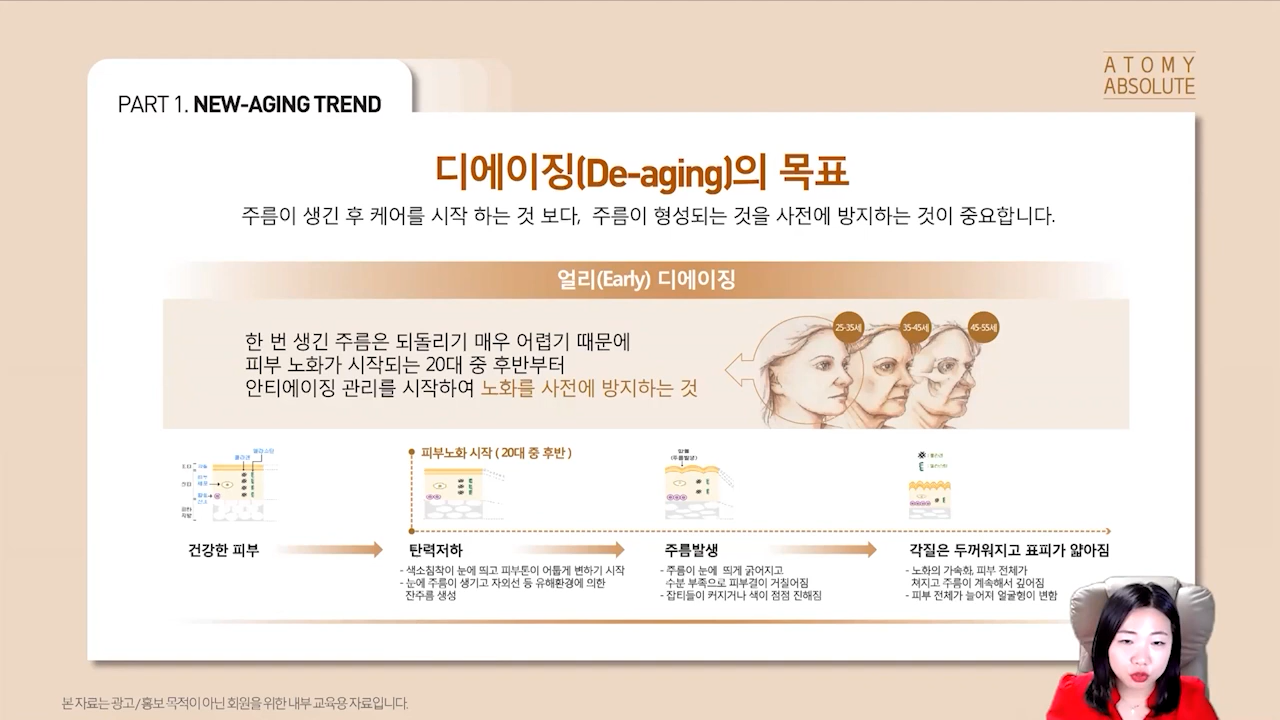 PART 1. NEW-AGING TREND
ATOMY
ABSOLUTE
디에이징(De-aging)의 목표
주름이 생긴 후 케어를 시작 하는 것 보다, 주름이 형성되는 것을 사전에 방지하는 것이 중요합니다.
얼리(Early) 디에이징
한 번 생긴 주름은 되돌리기 매우 어렵기 때문에
피부 노화가 시작되는 20대 중 후반부터
안티에이징 관리를 시작하여 노화를 사전에 방지하는 것
25-35세
35-45세
45-55세
콜라겐
피부노화 시작 ( 20대 중 후반 )
(주름발생)
건강한 피부
탄력저하
- 색소침착이 눈에 띄고 피부톤이 어둡게 변하기 시작
- 눈에 주름이 생기고 자외선 등 유해환경에 의한
잔주름 생성
주름발생
- 주름이 눈에 띄게 굵어지고
수분 부족으로 피부결이 거칠어짐
- 잡티들이 커지거나 색이 점점 진해짐
각질은 두꺼워지고 표피가 얇아짐
- 노화의 가속화, 피부 전체가
쳐지고 주름이 계속해서 깊어짐
- 피부 전체가 늘어져 얼굴형이 변함
본 자료는 광고/홍보 목적이 아닌 회원을 위한 내부 교육용 자료입니다.